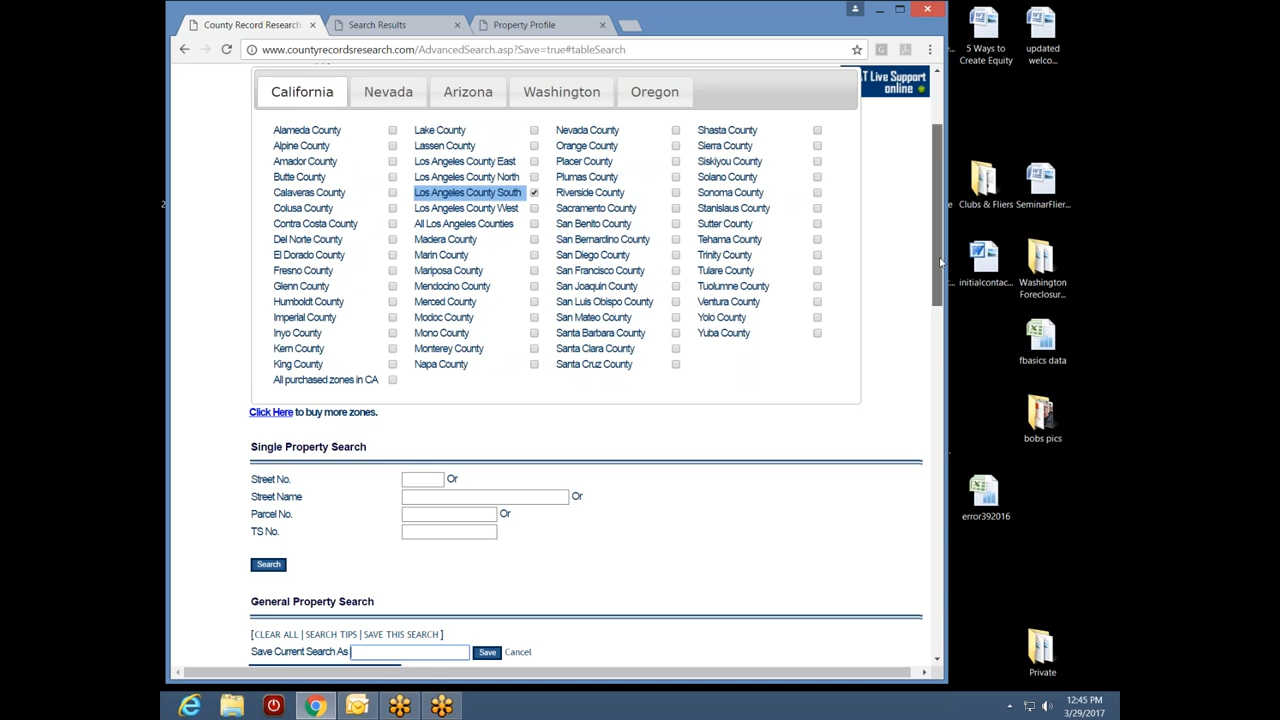 County Record Research
Search Results
Property Profile
www.countyrecordsresearch.com/AdvancedSearch.asp?Save=true#tableSearch
T Live Support
online
California
Nevada
Arizona
Washington
Oregon
Alameda County Lake County Nevada County Shasta County
Alpine County Lassen County Orange County Sierra County
Amador County Los Angeles County East Placer County Siskiyou County
Butte County Los Angeles County North Plumas County Solano County
Calaveras County Los Angeles County South Riverside County Sonoma County
Colusa County Los Angeles County West Sacramento County Stanislaus County
Contra Costa County All Los Angeles Counties San Benito County Sutter County
Del Norte County Madera County San Bernardino County Tehama County
El Dorado County Marin County San Diego County Trinity County
Fresno County Mariposa County San Francisco County Tulare County
Glenn County Mendocino County San Joaquin County Tuolumne County
Humboldt County Merced County San Luis Obispo County Ventura County
Imperial County Modoc County San Mateo County Yolo County
Inyo County Mono County Santa Barbara County Yuba County
Kern County Monterey County Santa Clara County
King County Napa County Santa Cruz County
All purchased zones in CA
Click Here to buy more zones.
Single Property Search
Street No. Or
Street Name Or
Parcel No. Or
TS No.
Search
General Property Search
[CLEAR ALL | SEARCH TIPS | SAVE THIS SEARCH ]
Save Current Search As Save Cancel
5 Ways to
Create Equity
updated
welco...
Clubs & Fliers
SeminarFlier...
initialcontac...
Washington
Foreclosur...
fbasics data
bobs pics
error392016
Private
12:45 PM
3/29/2017